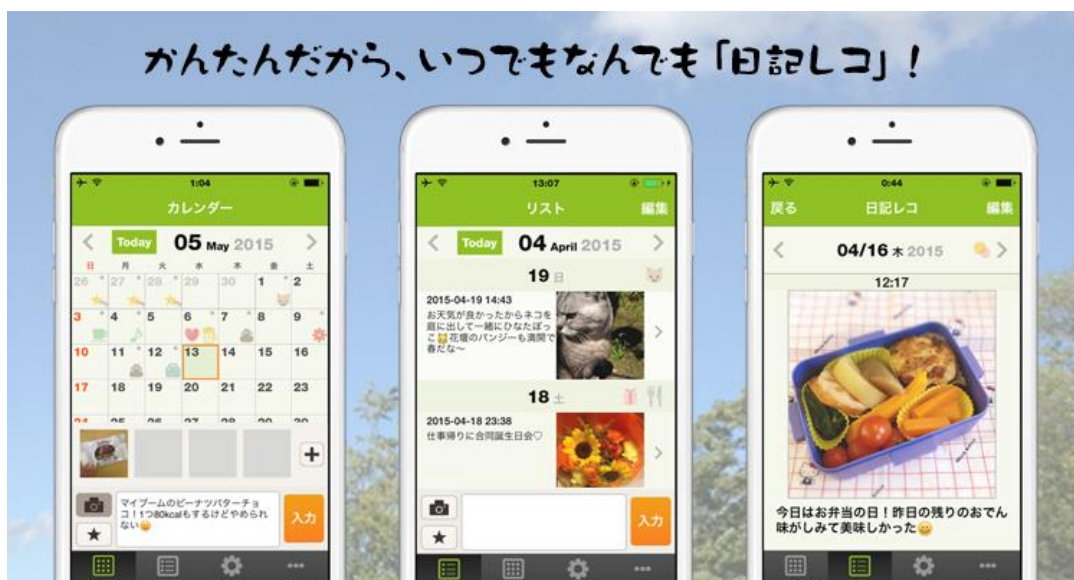 かんたんだから、いつでもなんでも「日記レコ」！
1:04
カレンダー
Today 05 May 2015
日 月 火 水 木 金 土
26 27 28 29 30 1 2
3 4 5 6 7 8 9
10 11 12 13 14 15 16
17 18 19 20 21 22 23
マイブームのピーナツバターチョ
コ！1つ80kcalもするけどやめられ
ない😄
入力
13:07
リスト 編集
Today 04 April 2015
19 日
2015-04-19 14:43
お天気が良かったからネコを
庭に出して一緒にひなたぼっ
こ🐱花壇のパンジーも満開で
春だな〜
18 土
2015-04-18 23:38
仕事帰りに合同誕生日会♡
入力
0:44
戻る 日記レコ 編集
04/16 木 2015
12:17
今日はお弁当の日！昨日の残りのおでん
味がしみて美味しかった😄